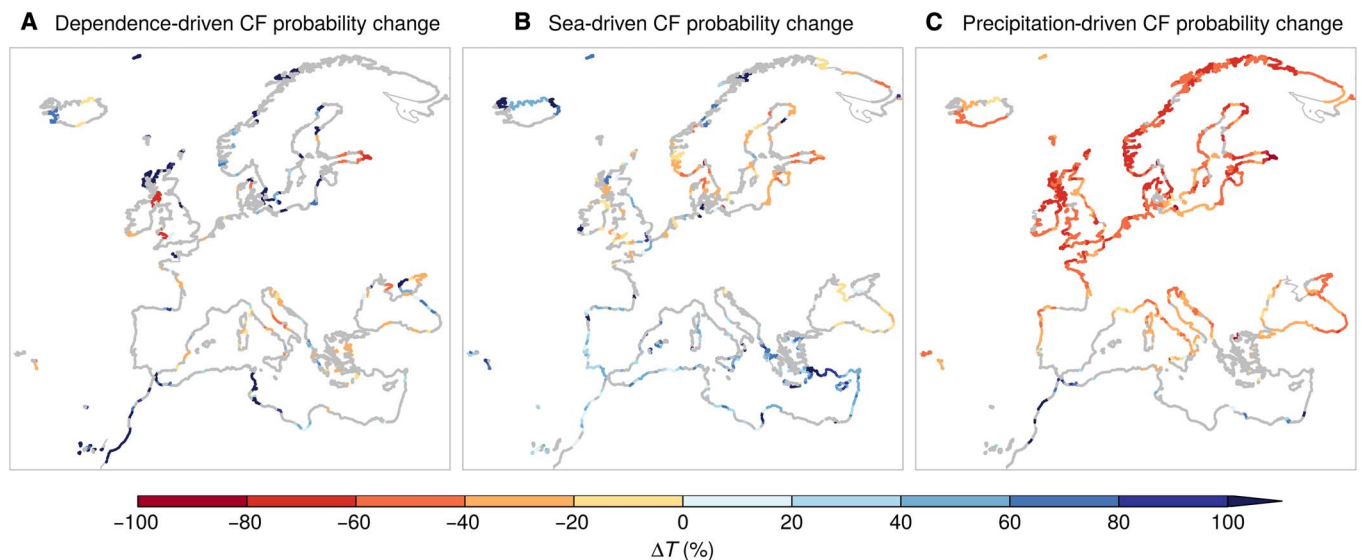 A Dependence-driven CF probability change
B Sea-driven CF probability change
C Precipitation-driven CF probability change
−100 −80 −60 −40 −20 0 20 40 60 80 100
ΔT (%)